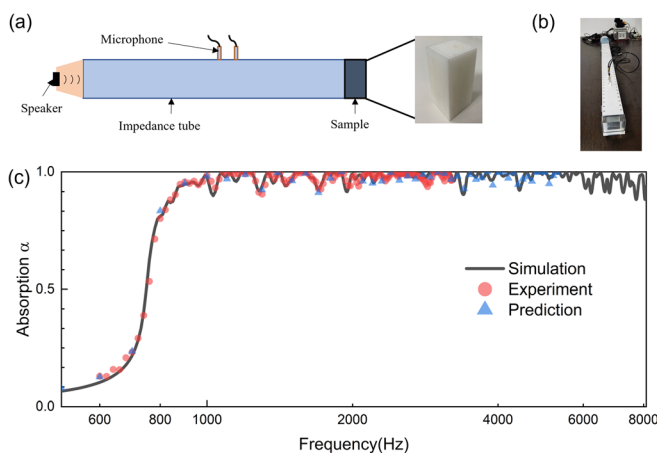 (a)
(b)
Microphone
Speaker
Impedance tube
Sample
(c)
1.0
0.5
0.0
Absorption α
Simulation
Experiment
Prediction
600
800
1000
2000
4000
6000
8000
Frequency(Hz)